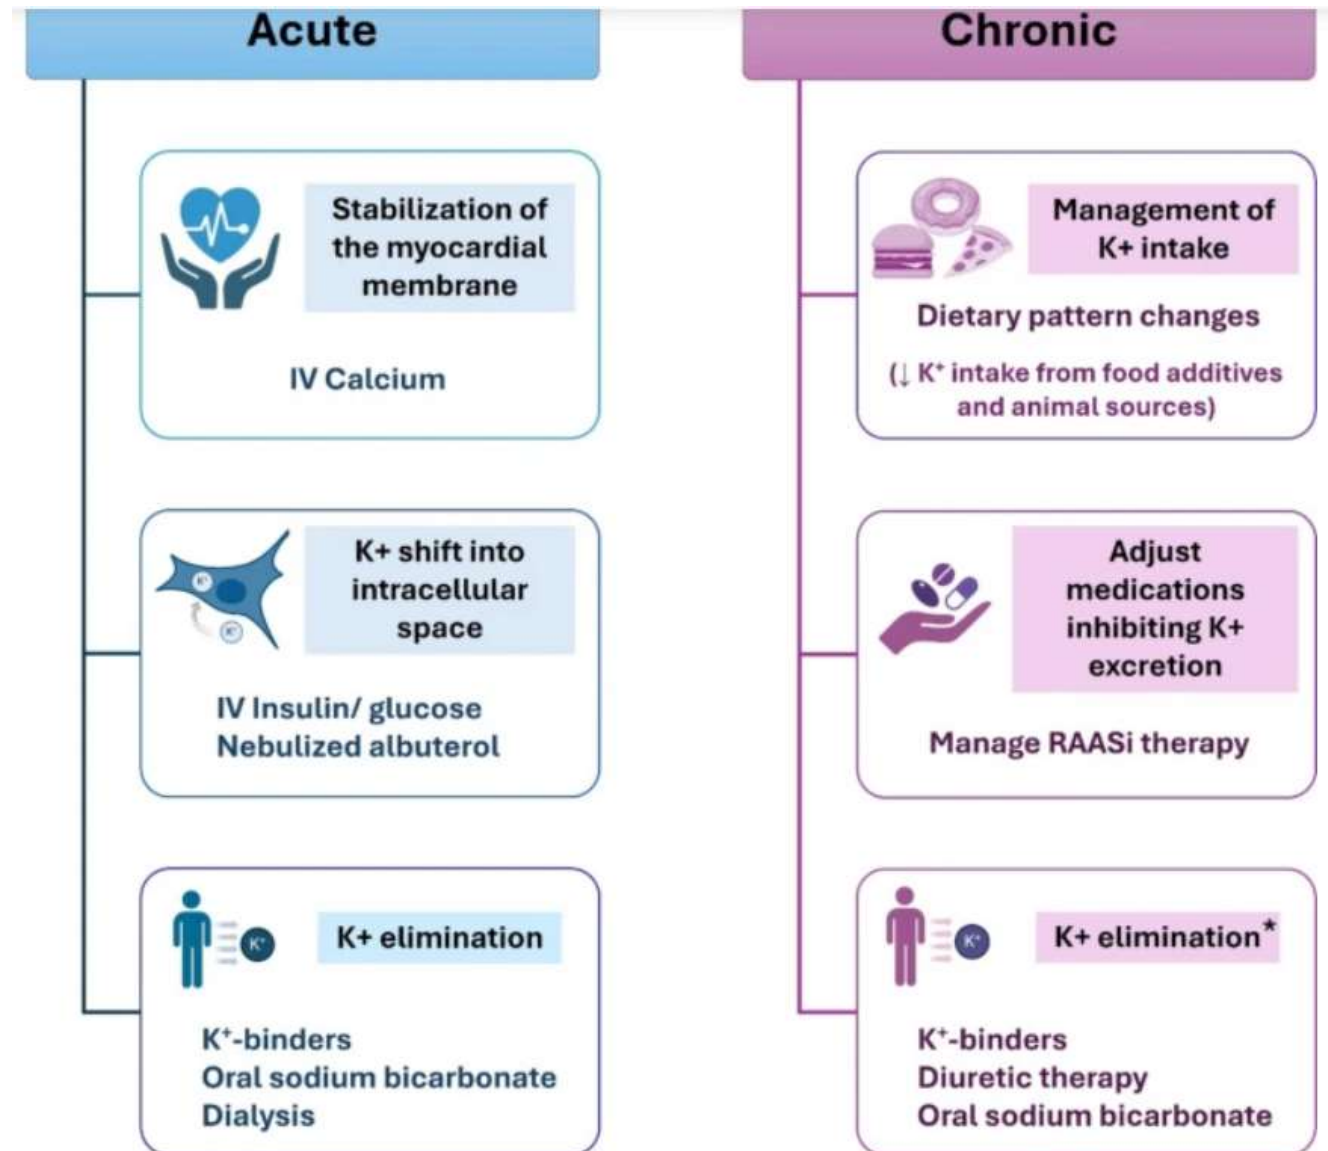 Acute
Stabilization of
the myocardial
membrane
IV Calcium
K+ shift into
intracellular
space
K⁺
K⁺
IV Insulin/ glucose
Nebulized albuterol
K⁺
K+ elimination
K⁺-binders
Oral sodium bicarbonate
Dialysis
Chronic
Management of
K+ intake
Dietary pattern changes
(↓ K⁺ intake from food additives
and animal sources)
Adjust
medications
inhibiting K+
excretion
Manage RAASi therapy
K⁺
K+ elimination*
K⁺-binders
Diuretic therapy
Oral sodium bicarbonate